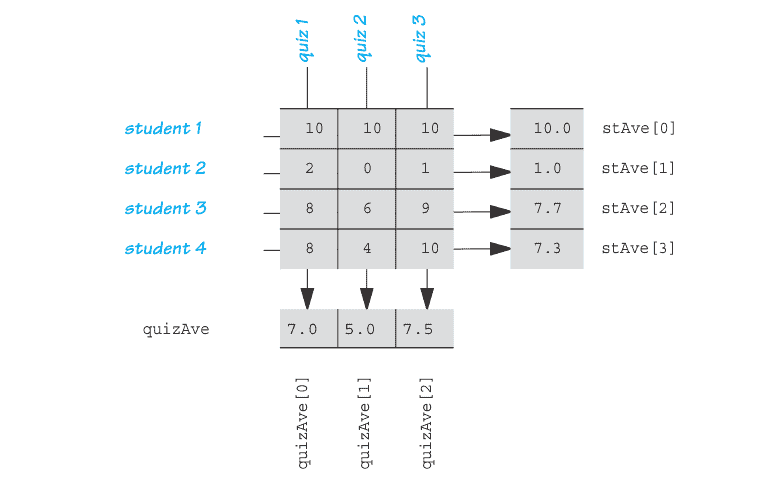 quiz 1 quiz 2 quiz 3
student 1 10 10 10 10.0 stAve[0]
student 2 2 0 1 1.0 stAve[1]
student 3 8 6 9 7.7 stAve[2]
student 4 8 4 10 7.3 stAve[3]
quizAve 7.0 5.0 7.5
quizAve[0] quizAve[1] quizAve[2]